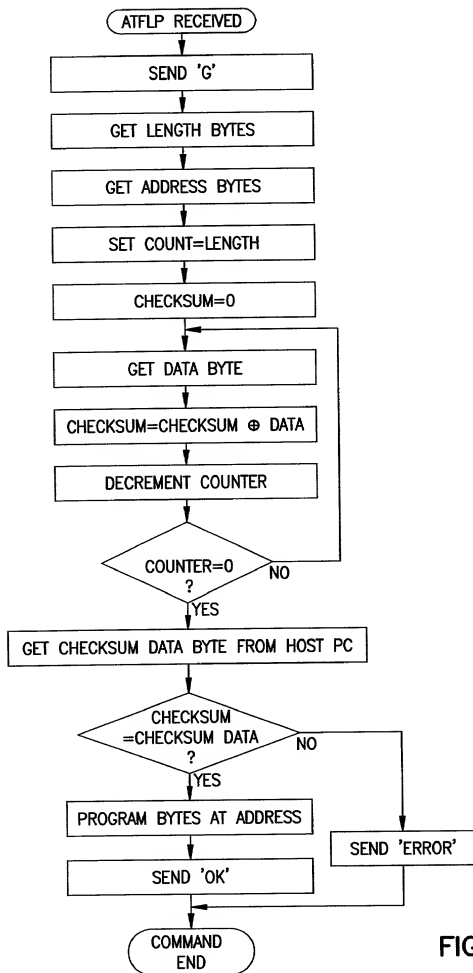 ATFLP RECEIVED
SEND 'G'
GET LENGTH BYTES
GET ADDRESS BYTES
SET COUNT=LENGTH
CHECKSUM=0
GET DATA BYTE
CHECKSUM=CHECKSUM ⊕ DATA
DECREMENT COUNTER
COUNTER=0
?
NO
YES
GET CHECKSUM DATA BYTE FROM HOST PC
CHECKSUM
=CHECKSUM DATA
?
NO
YES
PROGRAM BYTES AT ADDRESS
SEND 'ERROR'
SEND 'OK'
COMMAND
END
FIG